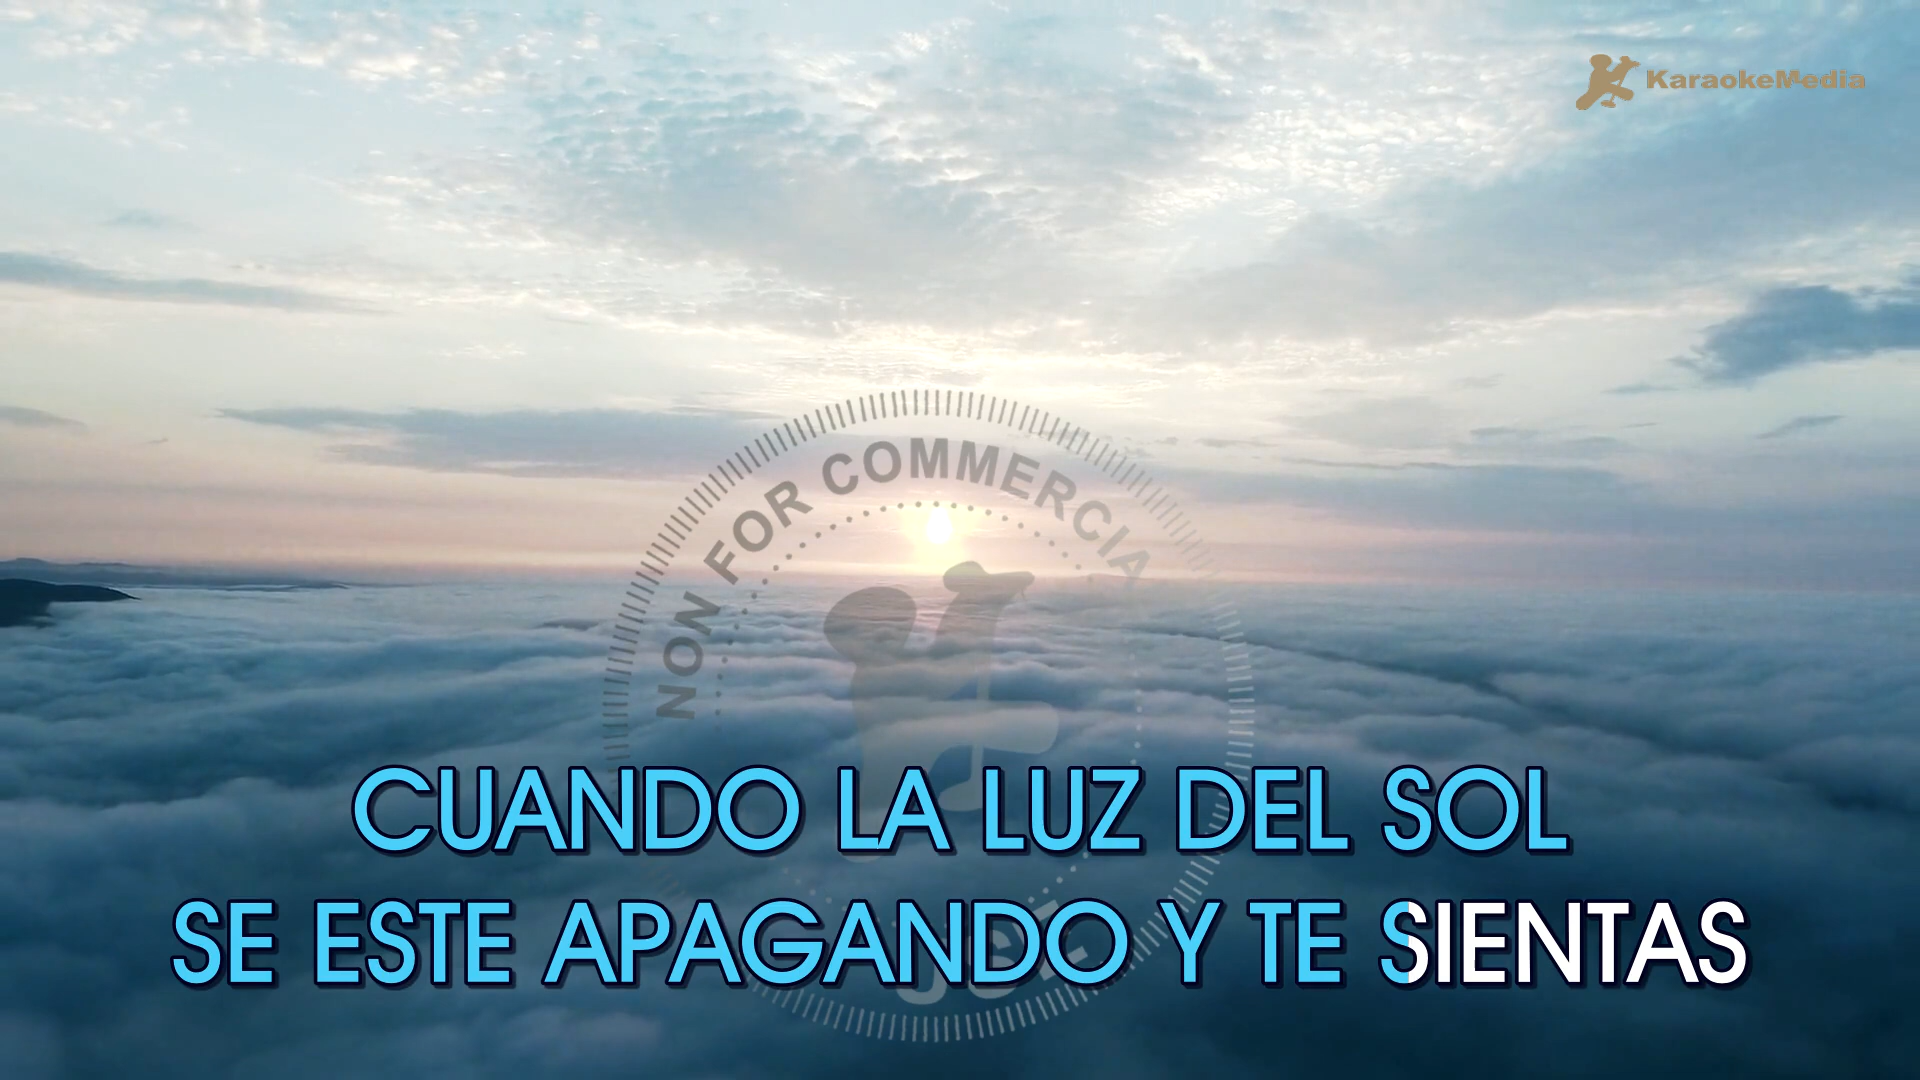 KaraokeMedia
NON FOR COMMERCIA
CUANDO LA LUZ DEL SOL
SE ESTE APAGANDO Y TE SIENTAS